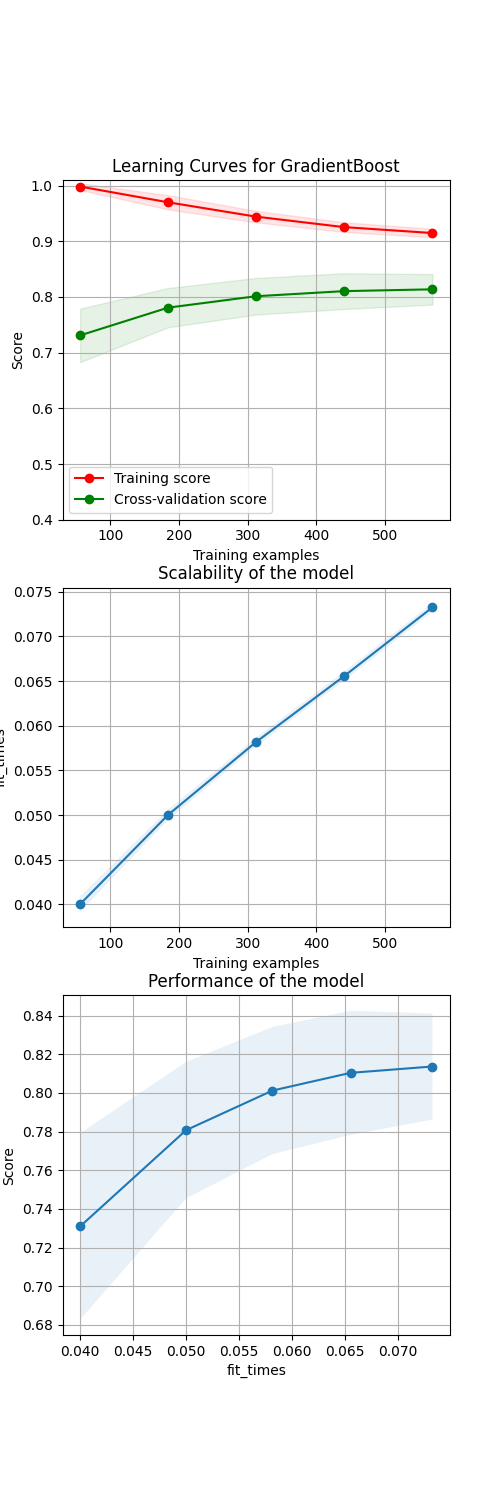 Learning Curves for GradientBoost
1.0
0.9
0.8
0.7
0.6
0.5
0.4
Score
Training score
Cross-validation score
100 200 300 400 500
Training examples
Scalability of the model
0.075
0.070
0.065
0.060
0.055
0.050
0.045
0.040
fit_times
100 200 300 400 500
Training examples
Performance of the model
0.84
0.82
0.80
0.78
0.76
0.74
0.72
0.70
0.68
Score
0.040 0.045 0.050 0.055 0.060 0.065 0.070
fit_times